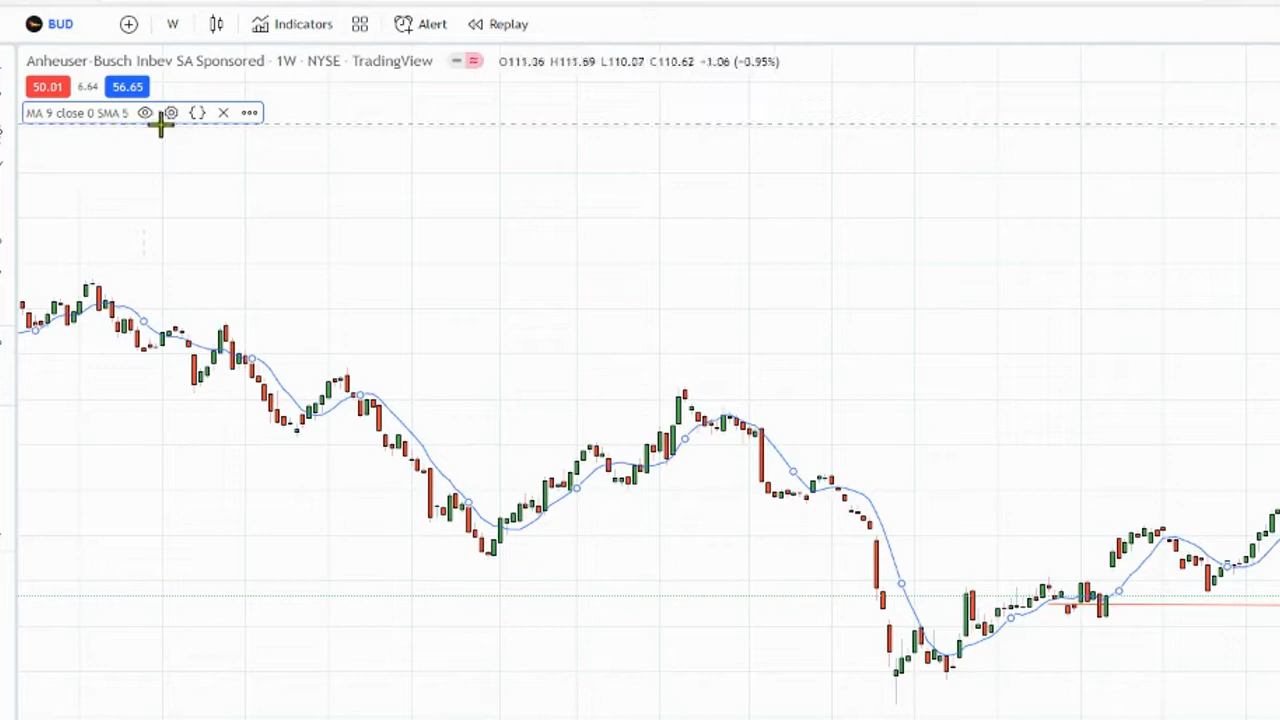 BUD W Indicators Alert Replay
Anheuser-Busch Inbev SA Sponsored · 1W · NYSE · TradingView O111.36 H111.59 L110.07 C110.62 -1.06 (-0.95%)
50.01 6.64 56.65
MA 9 close 0 SMA 5